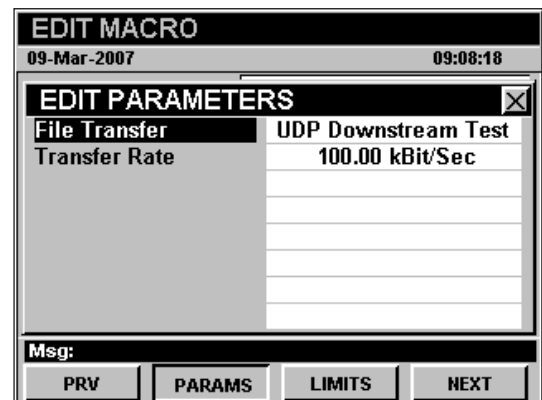 EDIT MACRO
09-Mar-2007 09:08:18
EDIT PARAMETERS
File Transfer UDP Downstream Test
Transfer Rate 100.00 kBit/Sec
Msg:
PRV PARAMS LIMITS NEXT